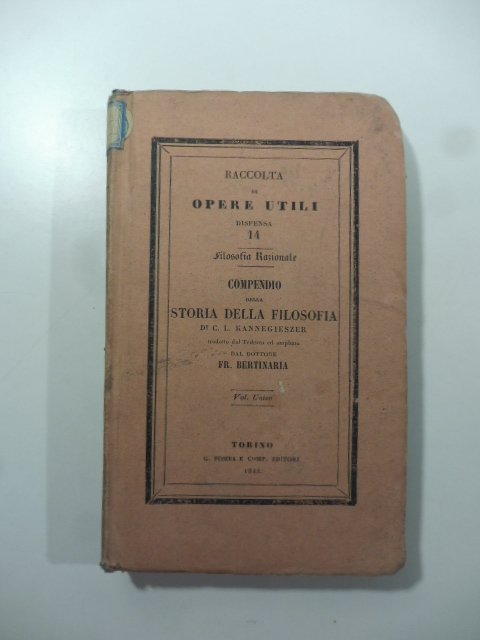 RACCOLTA
DI
OPERE UTILI
DISPENSA
14
Filosofia Razionale
COMPENDIO
DELLA
STORIA DELLA FILOSOFIA
DI C. L. KANNEGIESZER
tradotto dal Tedesco ed ampliato
DAL DOTTORE
FR. BERTINARIA
Vol. Unico
TORINO
G. POMBA E COMP. EDITORI